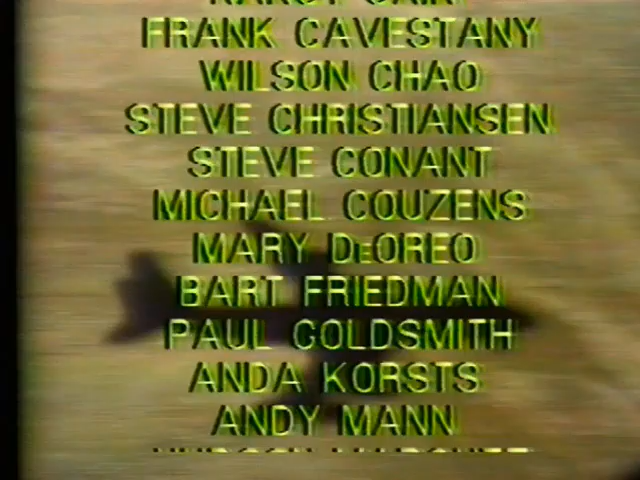 FRANK CAVESTANY
WILSON CHAO
STEVE CHRISTIANSEN
STEVE CONANT
MICHAEL COUZENS
MARY DeOREO
BART FRIEDMAN
PAUL GOLDSMITH
ANDA KORSTS
ANDY MANN